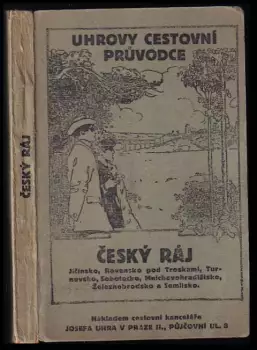 ČESKÝ RÁJ
UHROVY CESTOVNÍ
PRŮVODCE
ČESKÝ RÁJ
Jičínsko, Rovensko pod Troskami, Tur-
novsko, Sobotecko, Mnichovohradišťsko,
Železnobrodsko a Semilsko.
Nákladem cestovní kanceláře
JOSEFA UHRA V PRAZE II., PŮJČOVNÍ UL. 3